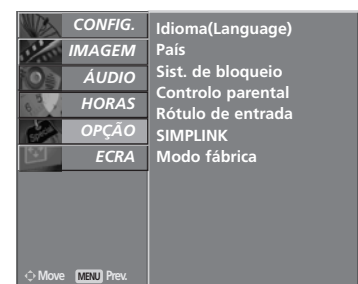 CONFIG.
IMAGEM
ÁUDIO
HORAS
OPÇÃO
ECRA
Idioma(Language)
País
Sist. de bloqueio
Controlo parental
Rótulo de entrada
SIMPLINK
Modo fábrica
Move MENU Prev.